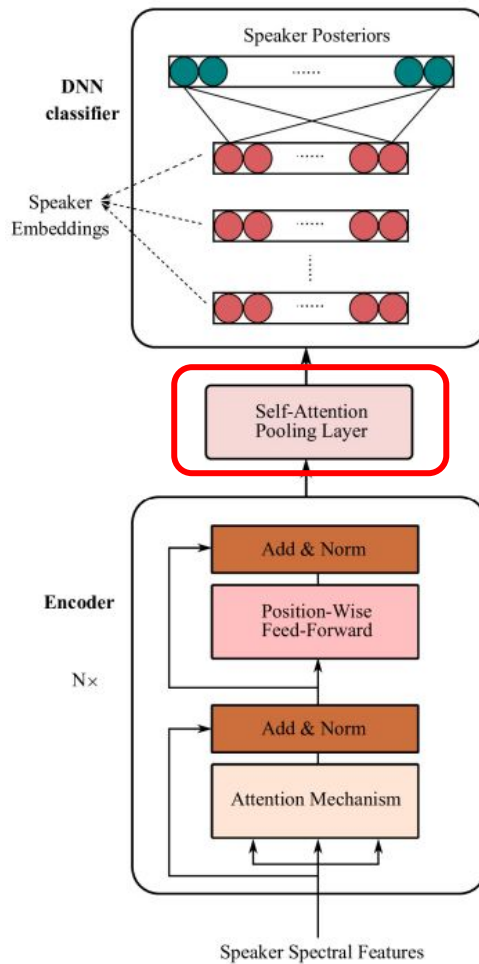 Speaker Posteriors
......
DNN
classifier
......
Speaker
Embeddings
......
......
......
Self-Attention
Pooling Layer
Add & Norm
Encoder
Position-Wise
Feed-Forward
N×
Add & Norm
Attention Mechanism
Speaker Spectral Features